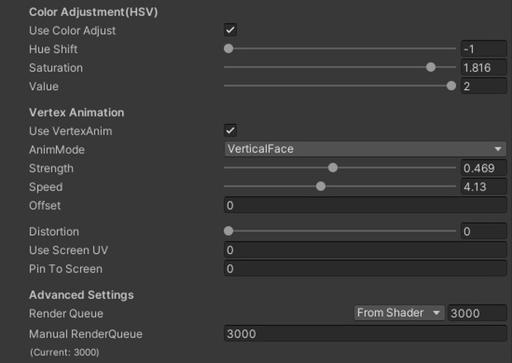 Color Adjustment(HSV)
Use Color Adjust
Hue Shift -1
Saturation 1.816
Value 2
Vertex Animation
Use VertexAnim
AnimMode VerticalFace
Strength 0.469
Speed 4.13
Offset 0
Distortion 0
Use Screen UV 0
Pin To Screen 0
Advanced Settings
Render Queue From Shader 3000
Manual RenderQueue 3000
(Current: 3000)